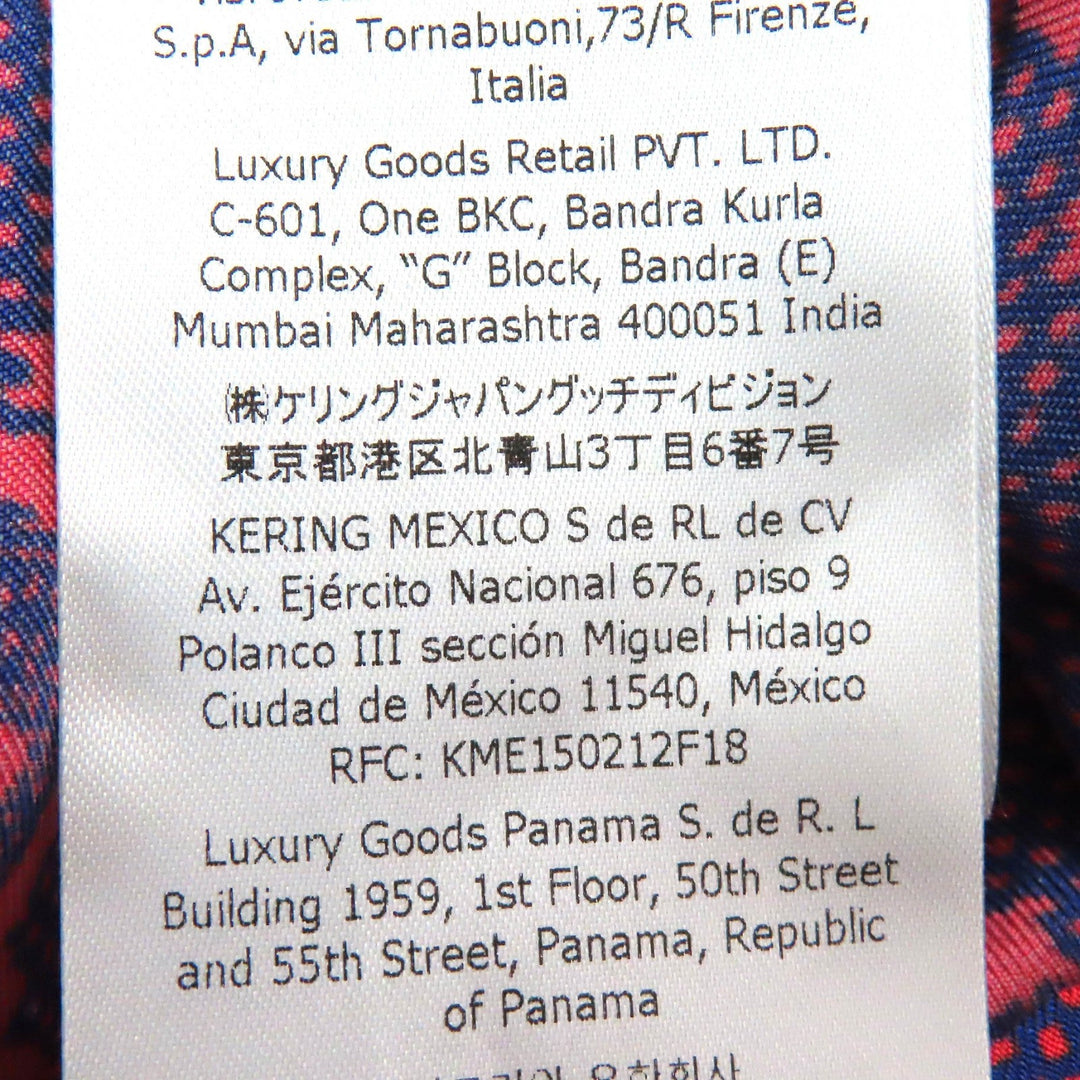 S.p.A, via Tornabuoni,73/R Firenze,
Italia
Luxury Goods Retail PVT. LTD.
C-601, One BKC, Bandra Kurla
Complex, “G” Block, Bandra (E)
Mumbai Maharashtra 400051 India
㈱ケリングジャパングッチディビジョン
東京都港区北青山3丁目6番7号
KERING MEXICO S de RL de CV
Av. Ejército Nacional 676, piso 9
Polanco III sección Miguel Hidalgo
Ciudad de México 11540, México
RFC: KME150212F18
Luxury Goods Panama S. de R. L
Building 1959, 1st Floor, 50th Street
and 55th Street, Panama, Republic
of Panama